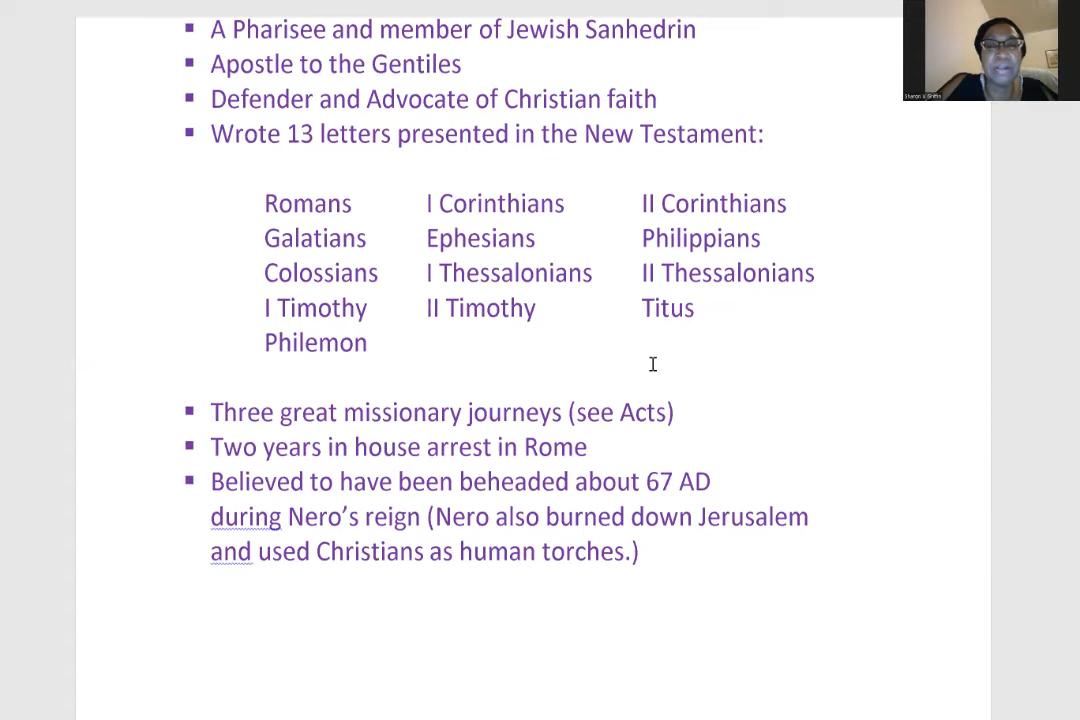 ▪ A Pharisee and member of Jewish Sanhedrin
▪ Apostle to the Gentiles
▪ Defender and Advocate of Christian faith
▪ Wrote 13 letters presented in the New Testament:
Romans I Corinthians II Corinthians
Galatians Ephesians Philippians
Colossians I Thessalonians II Thessalonians
I Timothy II Timothy Titus
Philemon
▪ Three great missionary journeys (see Acts)
▪ Two years in house arrest in Rome
▪ Believed to have been beheaded about 67 AD
during Nero’s reign (Nero also burned down Jerusalem
and used Christians as human torches.)